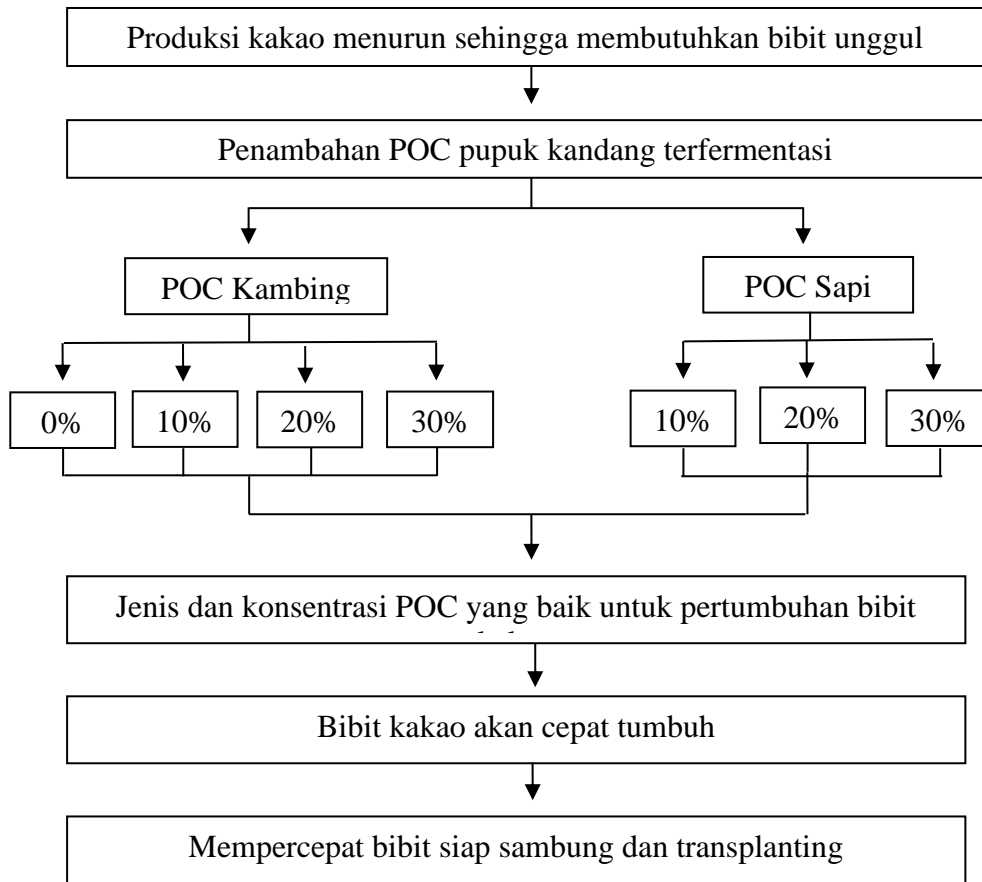 Produksi kakao menurun sehingga membutuhkan bibit unggul
Penambahan POC pupuk kandang terfermentasi
POC Kambing
POC Sapi
0%
10%
20%
30%
10%
20%
30%
Jenis dan konsentrasi POC yang baik untuk pertumbuhan bibit
Bibit kakao akan cepat tumbuh
Mempercepat bibit siap sambung dan transplanting